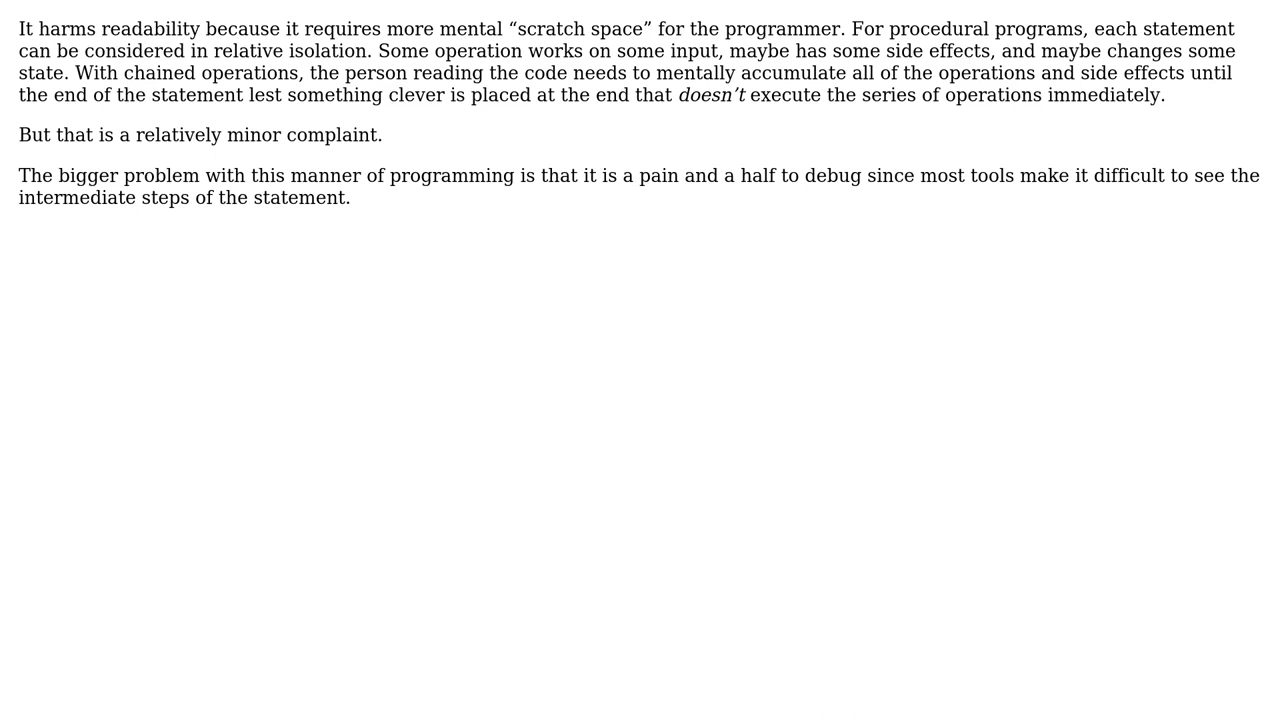 It harms readability because it requires more mental “scratch space” for the programmer. For procedural programs, each statement
can be considered in relative isolation. Some operation works on some input, maybe has some side effects, and maybe changes some
state. With chained operations, the person reading the code needs to mentally accumulate all of the operations and side effects until
the end of the statement lest something clever is placed at the end that doesn’t execute the series of operations immediately.
But that is a relatively minor complaint.
The bigger problem with this manner of programming is that it is a pain and a half to debug since most tools make it difficult to see the
intermediate steps of the statement.